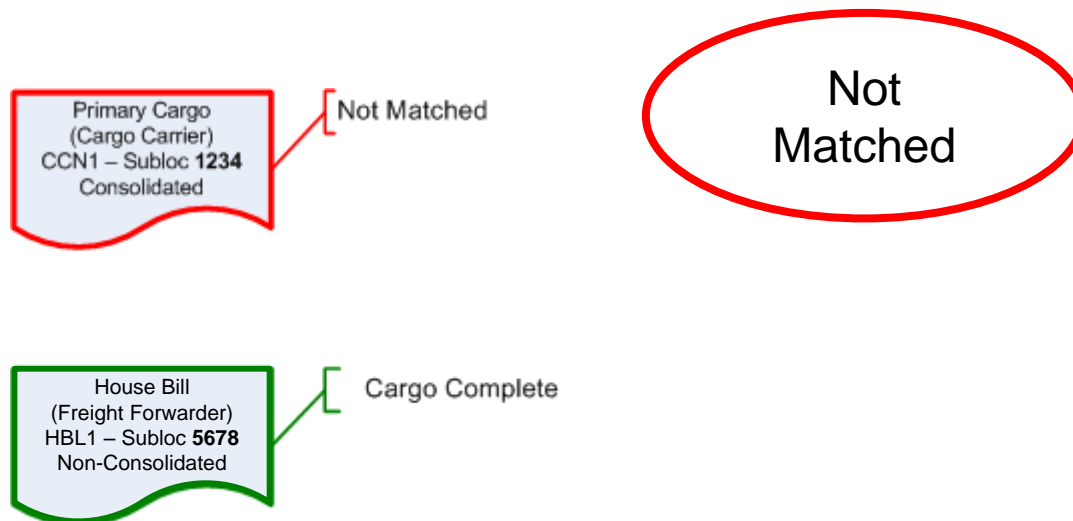 Primary Cargo
(Cargo Carrier)
CCN1 – Subloc 1234
Consolidated
Not Matched
Not
Matched
House Bill
(Freight Forwarder)
HBL1 – Subloc 5678
Non-Consolidated
Cargo Complete